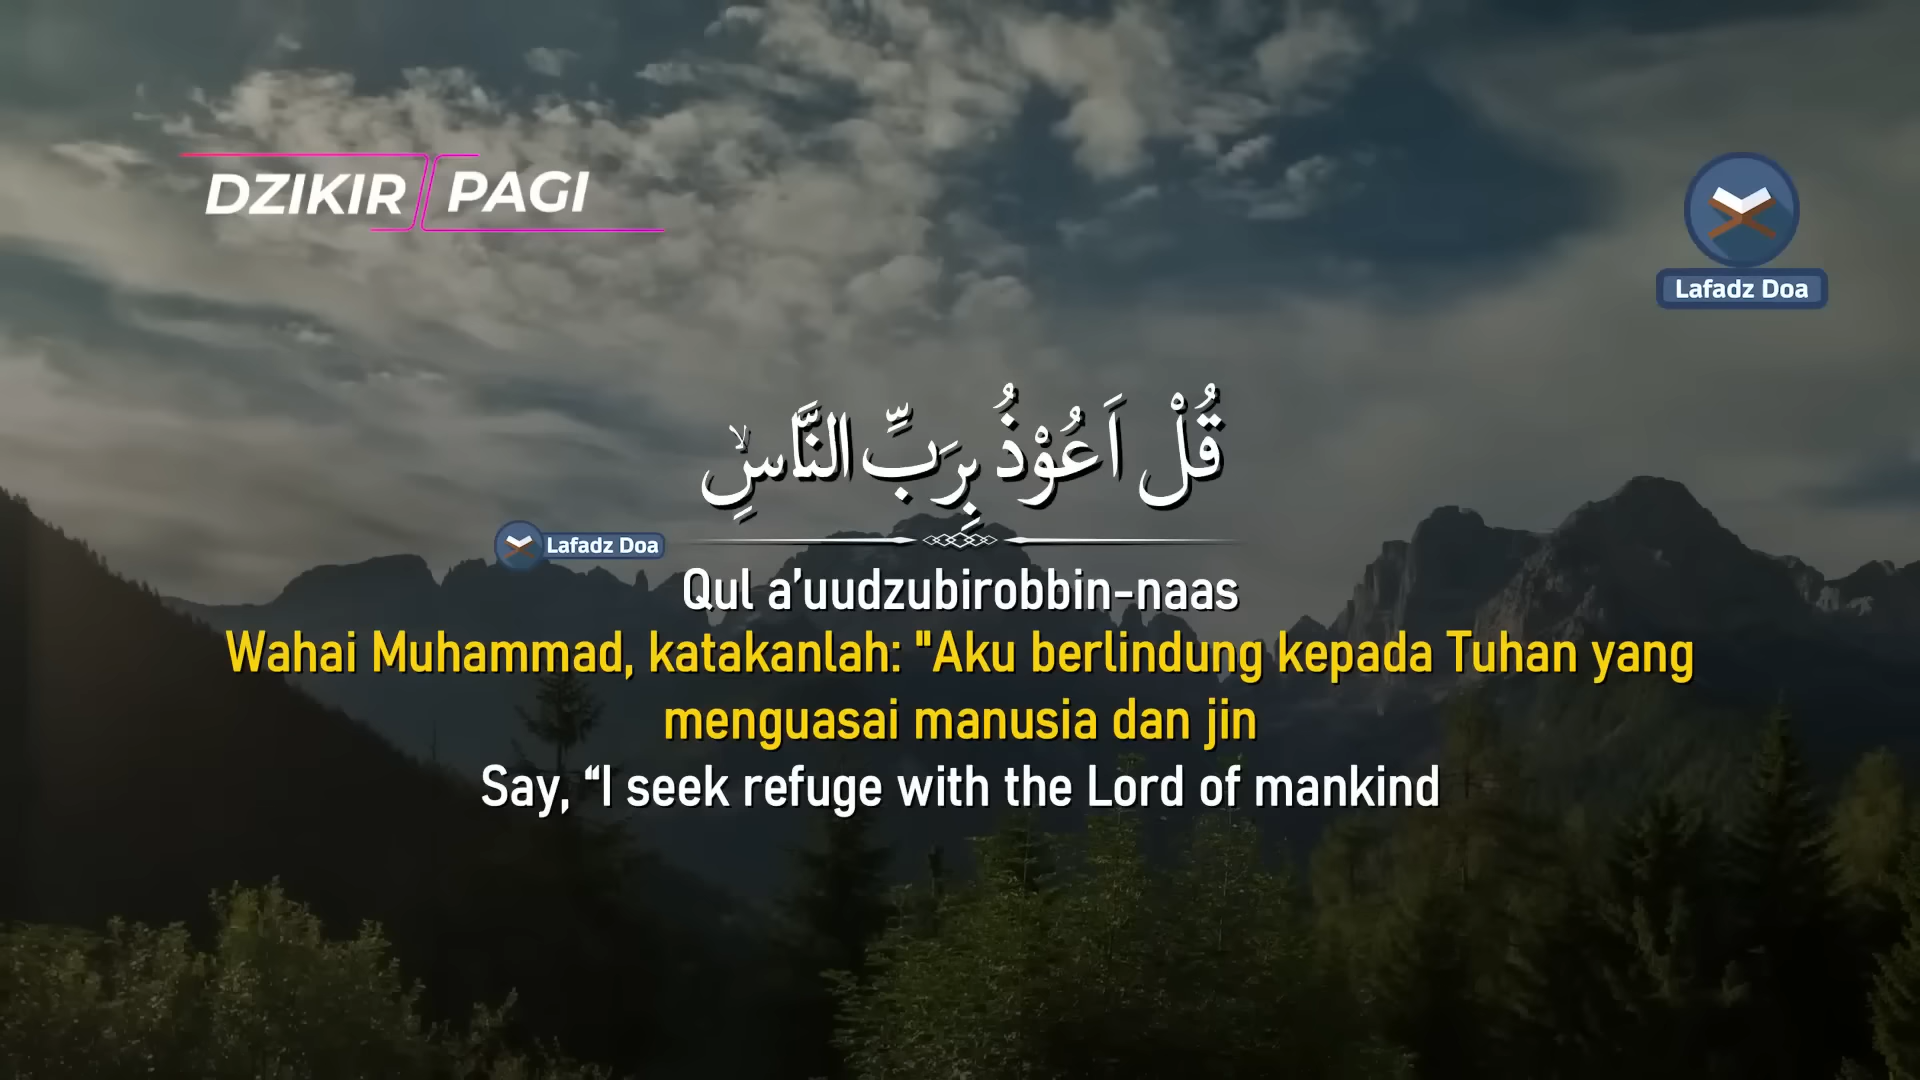 DZIKIR PAGI
Lafadz Doa
قُلْ اَعُوْذُ بِرَبِّ النَّاسِۙ
Lafadz Doa
Qul a’uudzubirobbin-naas
Wahai Muhammad, katakanlah: "Aku berlindung kepada Tuhan yang
menguasai manusia dan jin
Say, “I seek refuge with the Lord of mankind